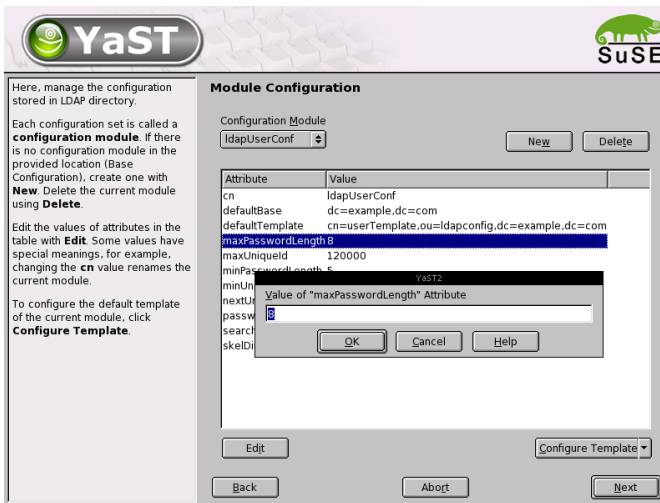 YaST
SuSE
Here, manage the configuration
stored in LDAP directory.
Each configuration set is called a
configuration module. If there
is no configuration module in the
provided location (Base
Configuration), create one with
New. Delete the current module
using Delete.
Edit the values of attributes in the
table with Edit. Some values have
special meanings, for example,
changing the cn value renames the
current module.
To configure the default template
of the current module, click
Configure Template.
Module Configuration
Configuration Module
ldapUserConf
New Delete
Attribute Value
cn ldapUserConf
defaultBase dc=example,dc=com
defaultTemplate cn=userTemplate,ou=ldapconfig,dc=example,dc=com
maxPasswordLength 8
maxUniqueId 120000
minPasswordLength 5
YaST2
Value of "maxPasswordLength" Attribute
8
OK Cancel Help
Edit
Configure Template
Back Abort Next